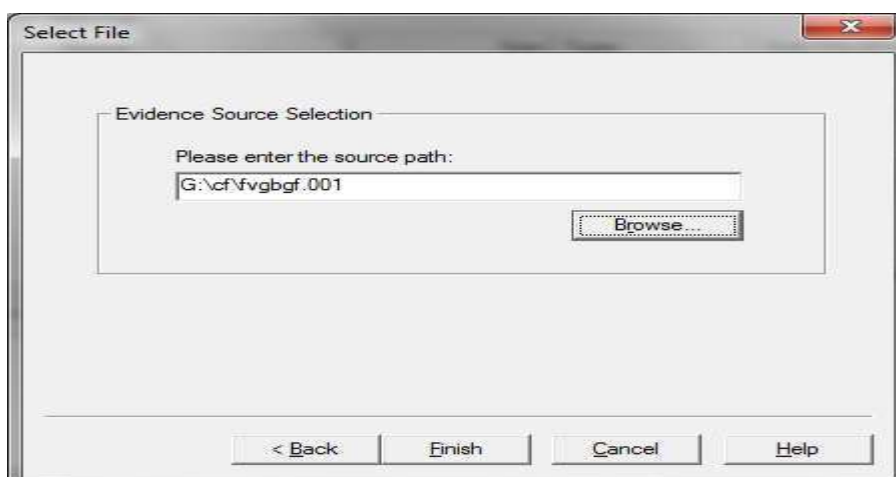 Select File
Evidence Source Selection
Please enter the source path:
G:\cf\fvgbgf.001
Browse...
< Back Finish Cancel Help